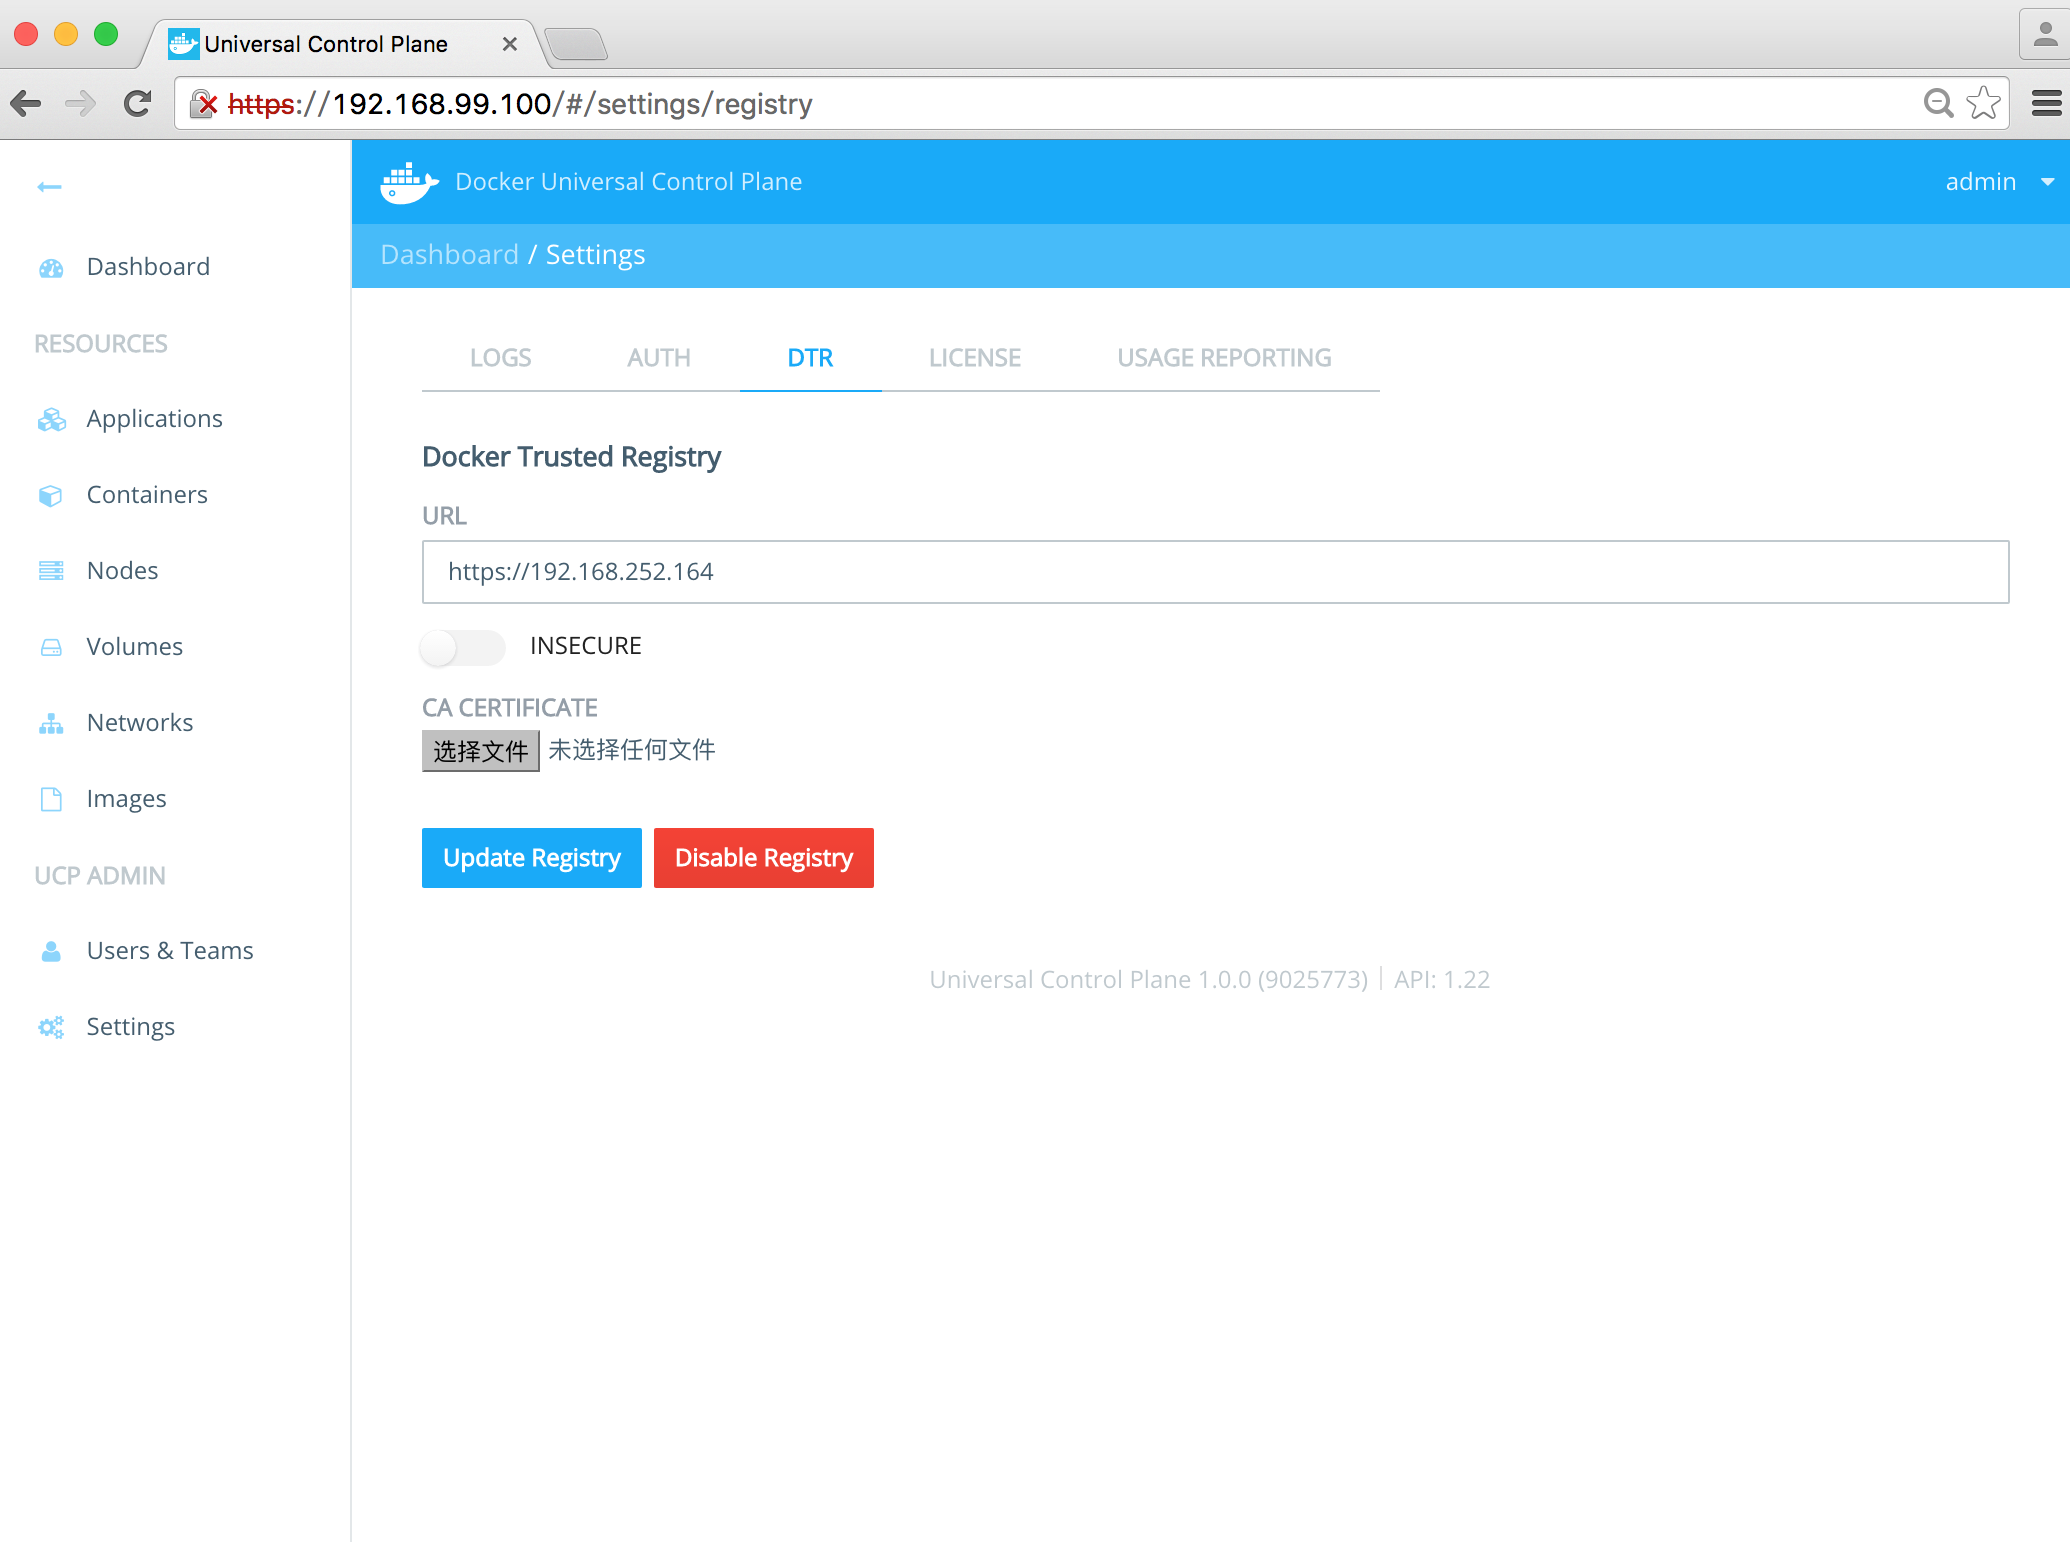 Universal Control Plane
https://192.168.99.100/#/settings/registry
Docker Universal Control Plane
admin
Dashboard / Settings
Dashboard
RESOURCES
Applications
Containers
Nodes
Volumes
Networks
Images
UCP ADMIN
Users & Teams
Settings
LOGS AUTH DTR LICENSE USAGE REPORTING
Docker Trusted Registry
URL
https://192.168.252.164
INSECURE
CA CERTIFICATE
选择文件 未选择任何文件
Update Registry Disable Registry
Universal Control Plane 1.0.0 (9025773) | API: 1.22